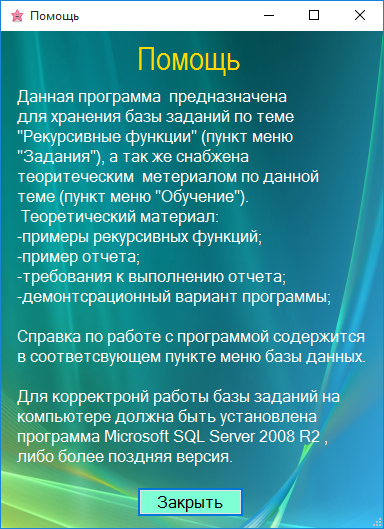 Помощь
Помощь
Данная программа  предназначена
для хранения базы заданий по теме
"Рекурсивные функции" (пункт меню
"Задания"), а так же снабжена
теоритеческим  метериалом по данной
теме (пункт меню "Обучение").
 Теоретический материал:
-примеры рекурсивных функций;
-пример отчета;
-требования к выполнению отчета;
-демонтсрационный вариант программы;
Справка по работе с программой содержится
в соответсвующем пункте меню базы данных.
Для корректронй работы базы заданий на
компьютере должна быть установлена
программа Microsoft SQL Server 2008 R2 ,
либо более поздняя версия.
Закрыть